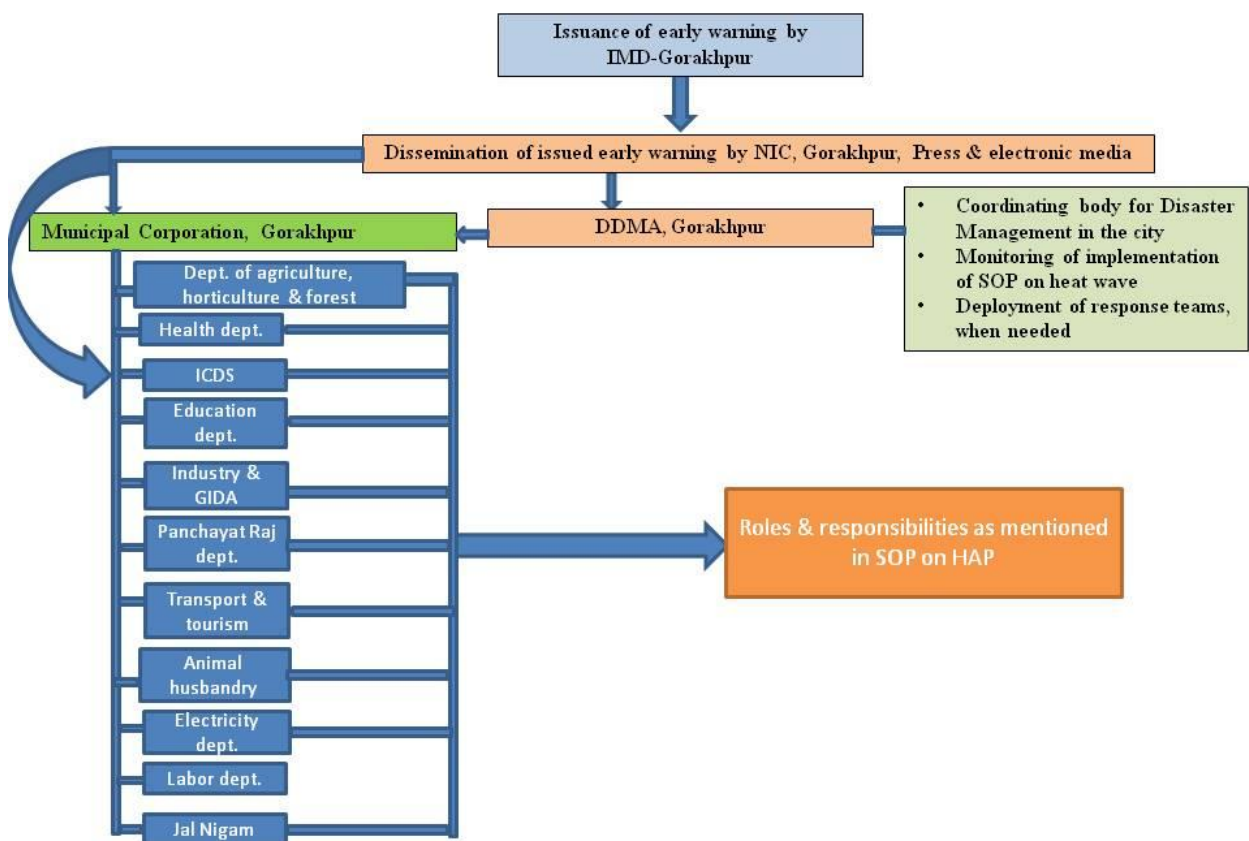 Issuance of early warning by
IMD-Gorakhpur
Dissemination of issued early warning by NIC, Gorakhpur, Press & electronic media
Municipal Corporation, Gorakhpur
DDMA, Gorakhpur
• Coordinating body for Disaster
Management in the city
• Monitoring of implementation
of SOP on heat wave
• Deployment of response teams,
when needed
Dept. of agriculture,
horticulture & forest
Health dept.
ICDS
Education
dept.
Industry &
GIDA
Panchayat Raj
dept.
Transport &
tourism
Animal
husbandry
Electricity
dept.
Labor dept.
Jal Nigam
Roles & responsibilities as mentioned
in SOP on HAP